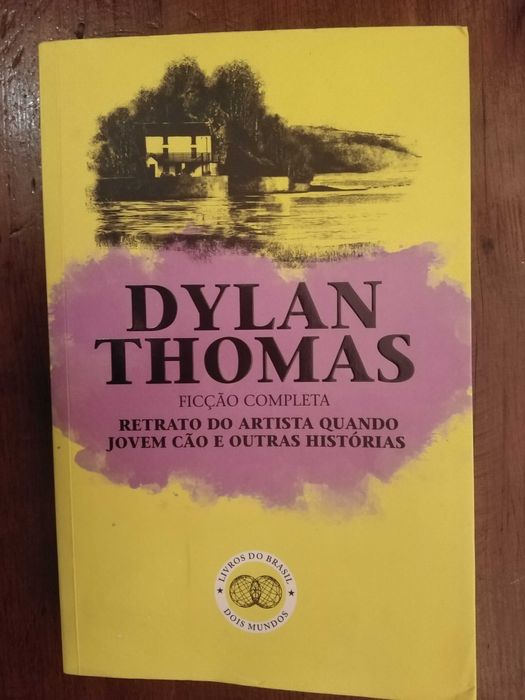 DYLAN
THOMAS
FICÇÃO COMPLETA
RETRATO DO ARTISTA QUANDO
JOVEM CÃO E OUTRAS HISTÓRIAS
LIVROS DO BRASIL
DOIS MUNDOS